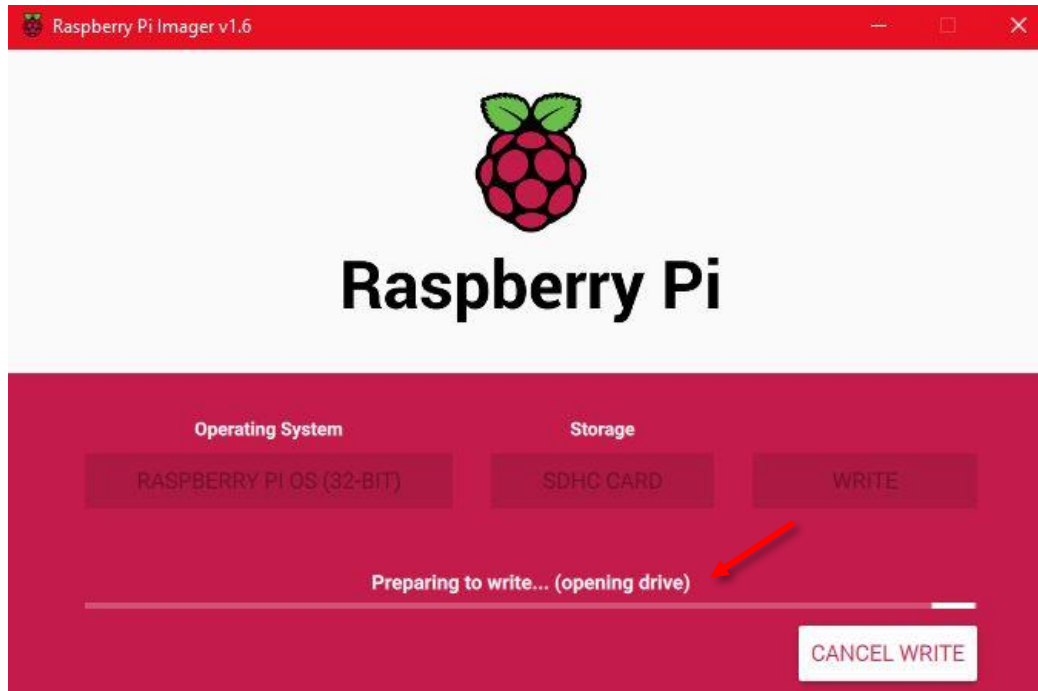 Raspberry Pi Imager v1.6
Raspberry Pi
Operating System
Storage
RASPBERRY PI OS (32-BIT)
SDHC CARD
WRITE
Preparing to write... (opening drive)
CANCEL WRITE